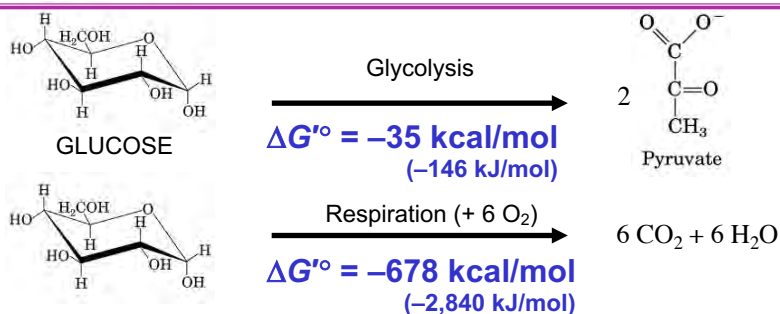 H
H₂COH
O
HO
H
H
HO
H
H
OH
OH
GLUCOSE
Glycolysis
ΔG′° = –35 kcal/mol
(–146 kJ/mol)
2
O
O⁻
C
C=O
CH₃
Pyruvate
H
H₂COH
O
HO
H
H
HO
H
H
OH
OH
Respiration (+ 6 O₂)
ΔG′° = –678 kcal/mol
(–2,840 kJ/mol)
6 CO₂ + 6 H₂O